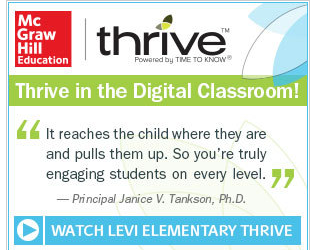 Mc
Graw
Hill
Education
thrive™
Powered by TIME TO KNOW®
Thrive in the Digital Classroom!
“It reaches the child where they are
and pulls them up. So you’re truly
engaging students on every level.”
— Principal Janice V. Tankson, Ph.D.
WATCH LEVI ELEMENTARY THRIVE